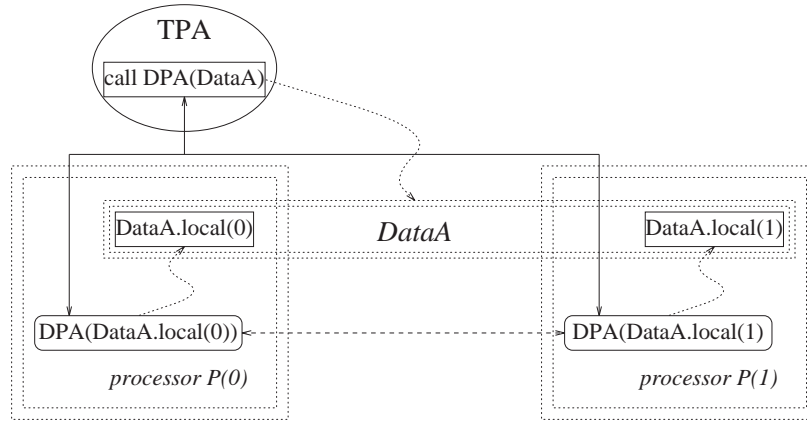 TPA
call DPA(DataA)
DataA.local(0)
DataA
DataA.local(1)
DPA(DataA.local(0))
DPA(DataA.local(1)
processor P(0)
processor P(1)